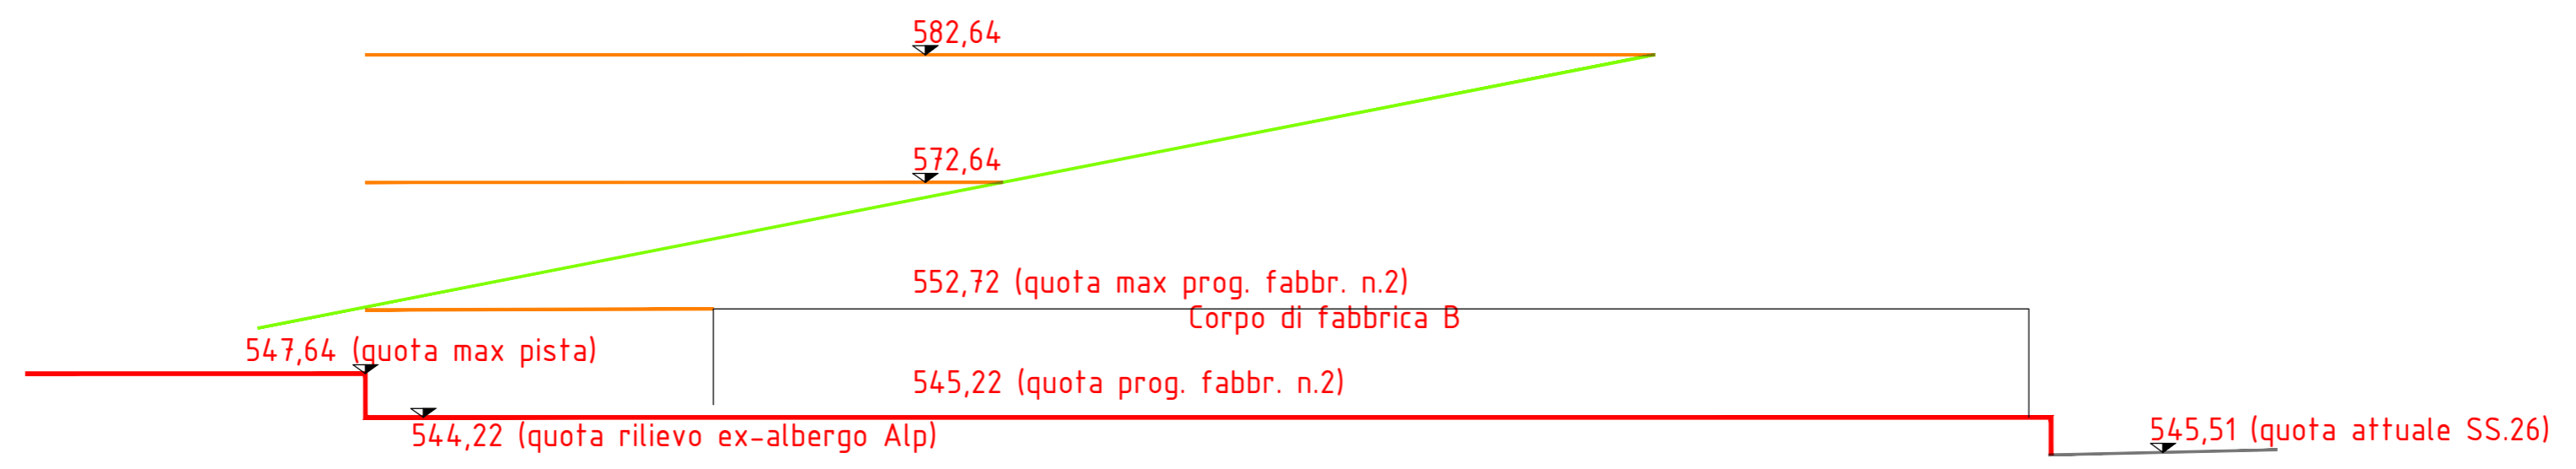 582,64
572,64
552,72 (quota max prog. fabbr. n.2)
Corpo di fabbrica B
547,64 (quota max pista)
545,22 (quota prog. fabbr. n.2)
544,22 (quota rilievo ex-albergo Alp)
545,51 (quota attuale SS.26)